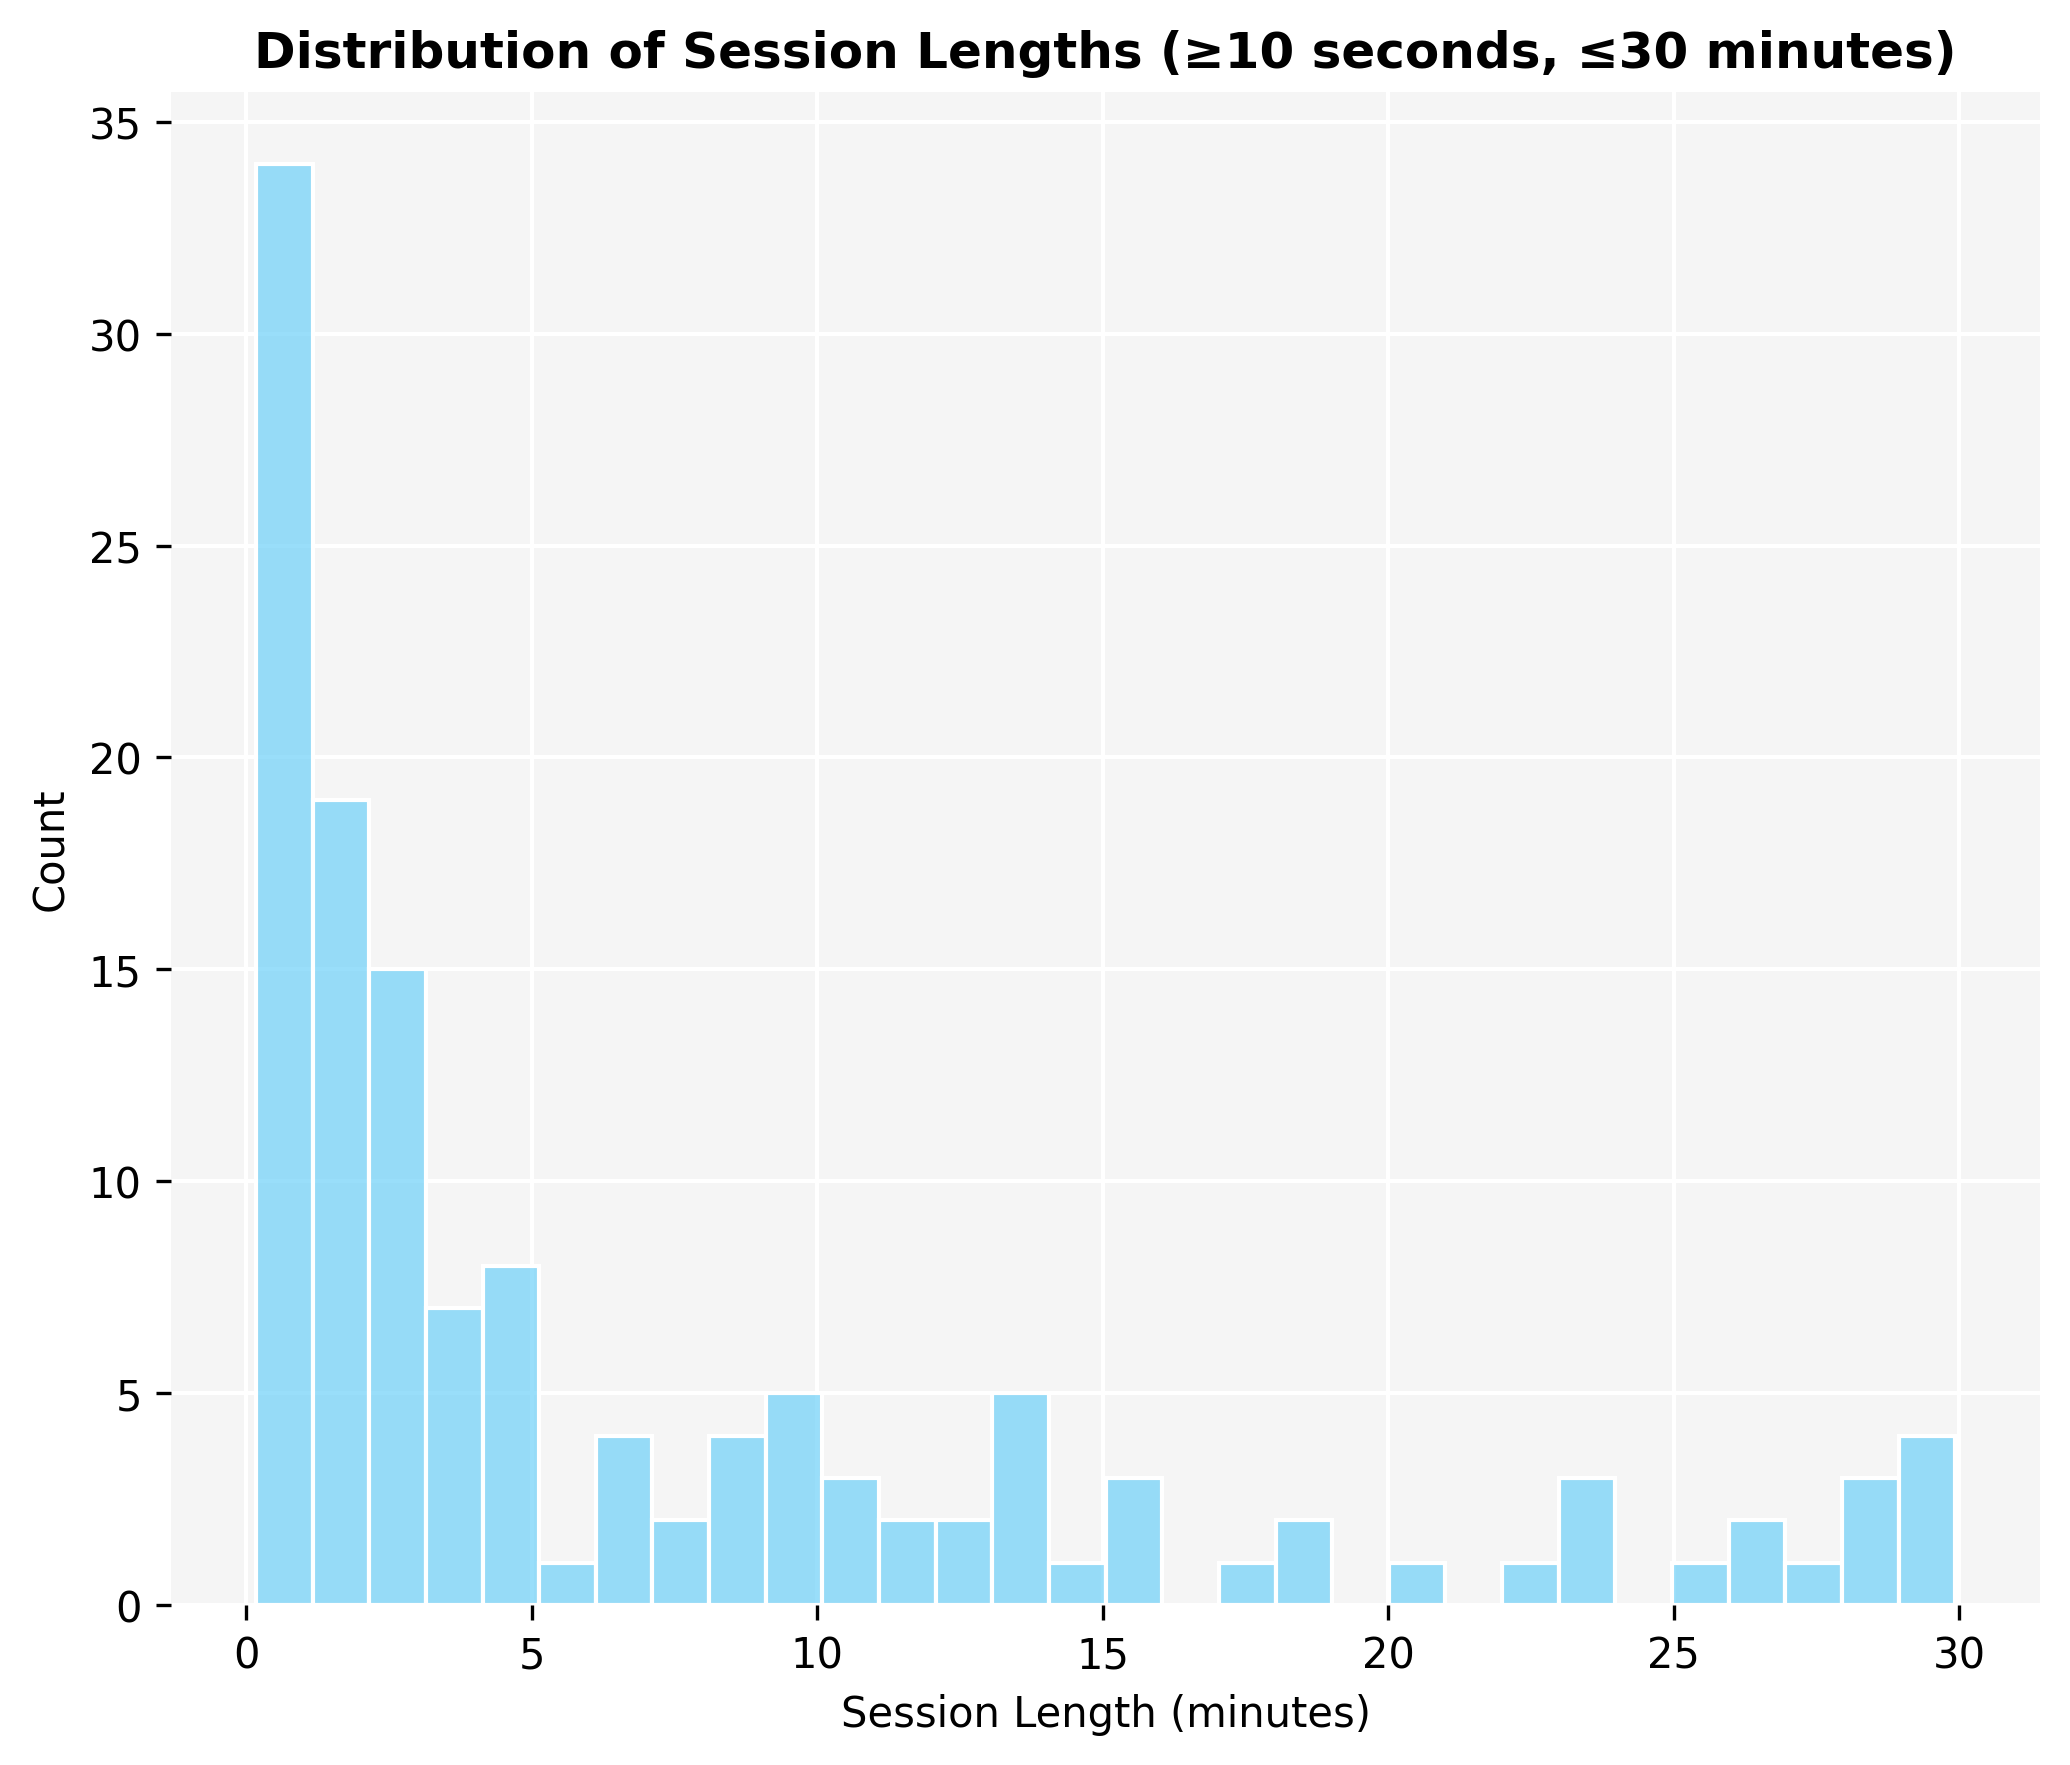 Distribution of Session Lengths (≥10 seconds, ≤30 minutes)
35
30
25
20
15
10
5
0
Count
0 5 10 15 20 25 30
Session Length (minutes)